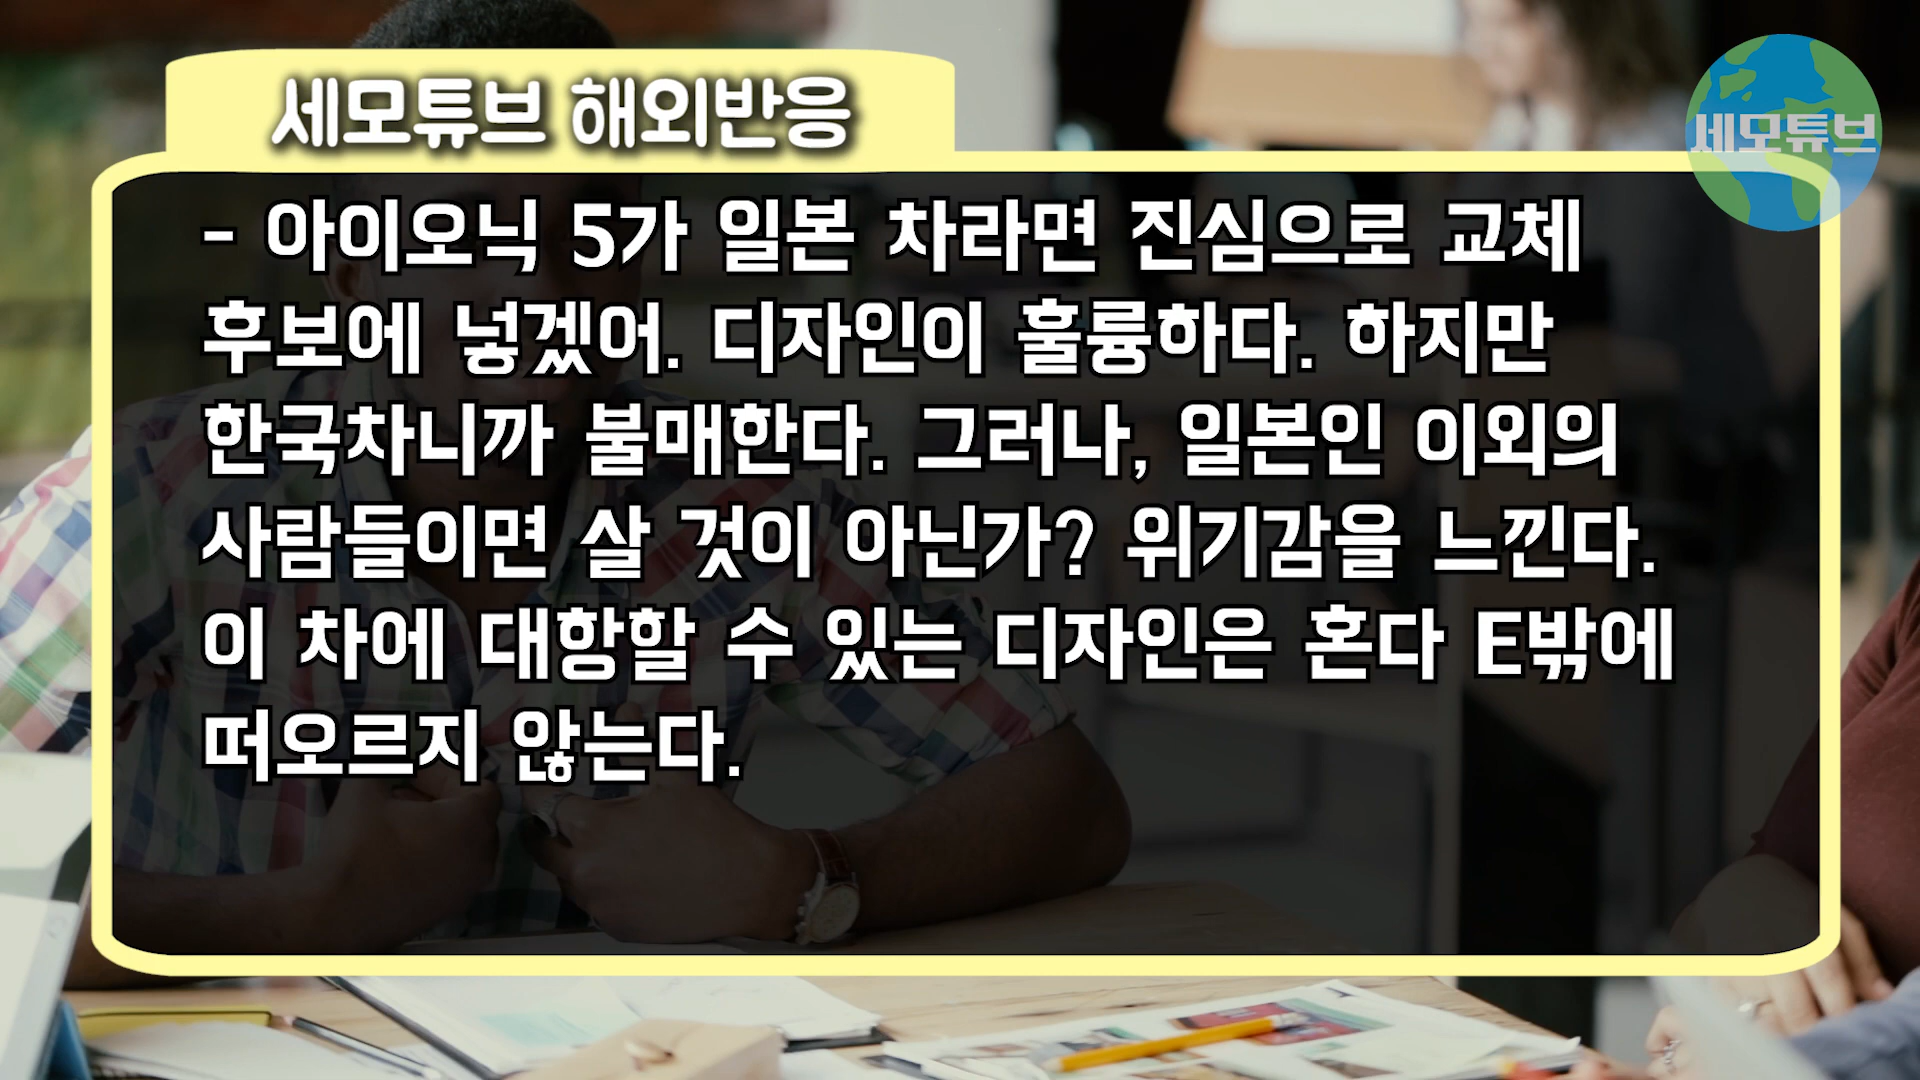 세모튜브 해외반응
세모튜브
- 아이오닉 5가 일본 차라면 진심으로 교체
후보에 넣겠어. 디자인이 훌륭하다. 하지만
한국차니까 불매한다. 그러나, 일본인 이외의
사람들이면 살 것이 아닌가? 위기감을 느낀다.
이 차에 대항할 수 있는 디자인은 혼다 E밖에
떠오르지 않는다.